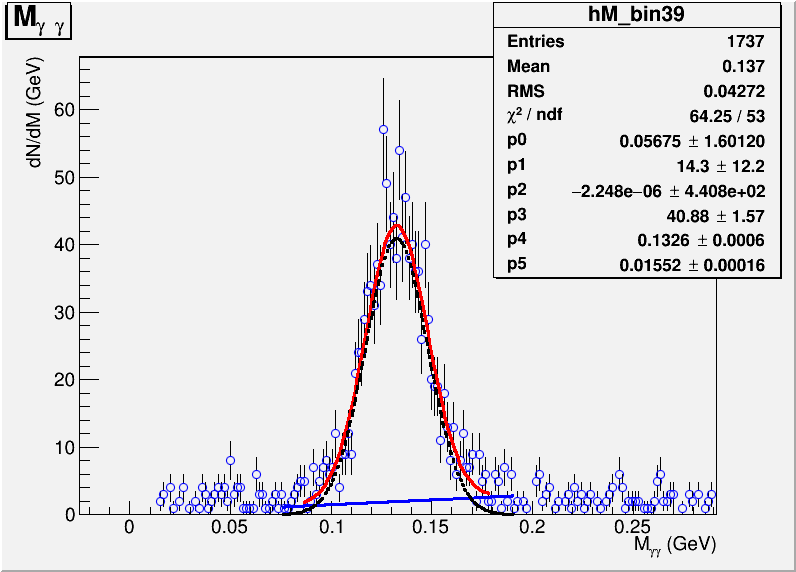 M γ γ
hM_bin39
Entries 1737
Mean 0.137
RMS 0.04272
χ² / ndf 64.25 / 53
p0 0.05675 ± 1.60120
p1 14.3 ± 12.2
p2 −2.248e−06 ± 4.408e+02
p3 40.88 ± 1.57
p4 0.1326 ± 0.0006
p5 0.01552 ± 0.00016
dN/dM (GeV)
60
50
40
30
20
10
0
0 0.05 0.1 0.15 0.2 0.25
Mγγ (GeV)